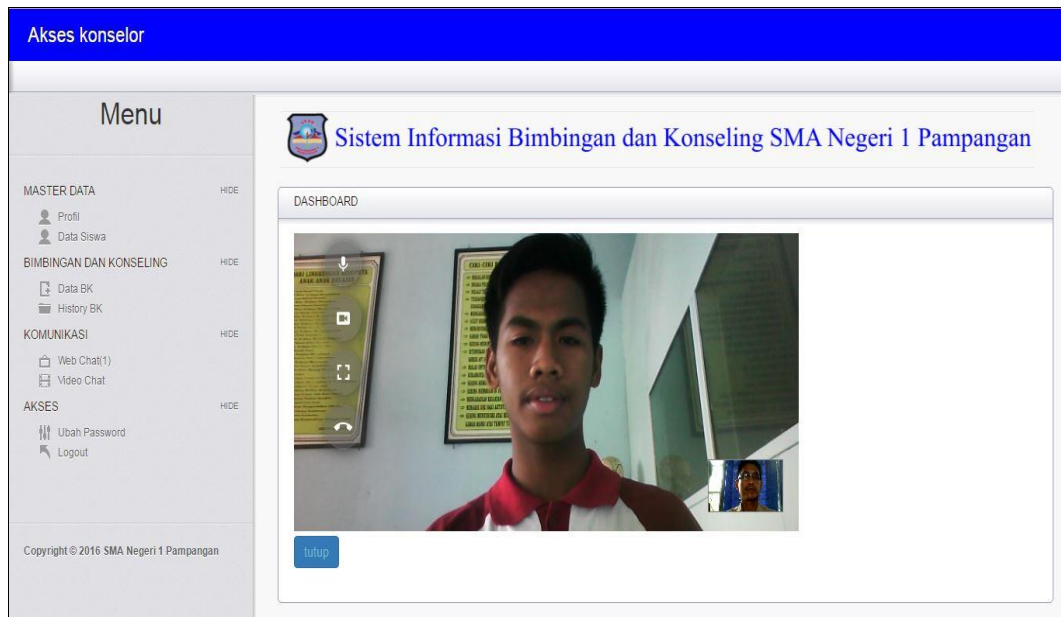 Akses konselor
Menu
MASTER DATA HIDE
Profil
Data Siswa
BIMBINGAN DAN KONSELING HIDE
Data BK
History BK
KOMUNIKASI HIDE
Web Chat(1)
Video Chat
AKSES HIDE
Ubah Password
Logout
Copyright © 2016 SMA Negeri 1 Pampangan
Sistem Informasi Bimbingan dan Konseling SMA Negeri 1 Pampangan
DASHBOARD
tutup